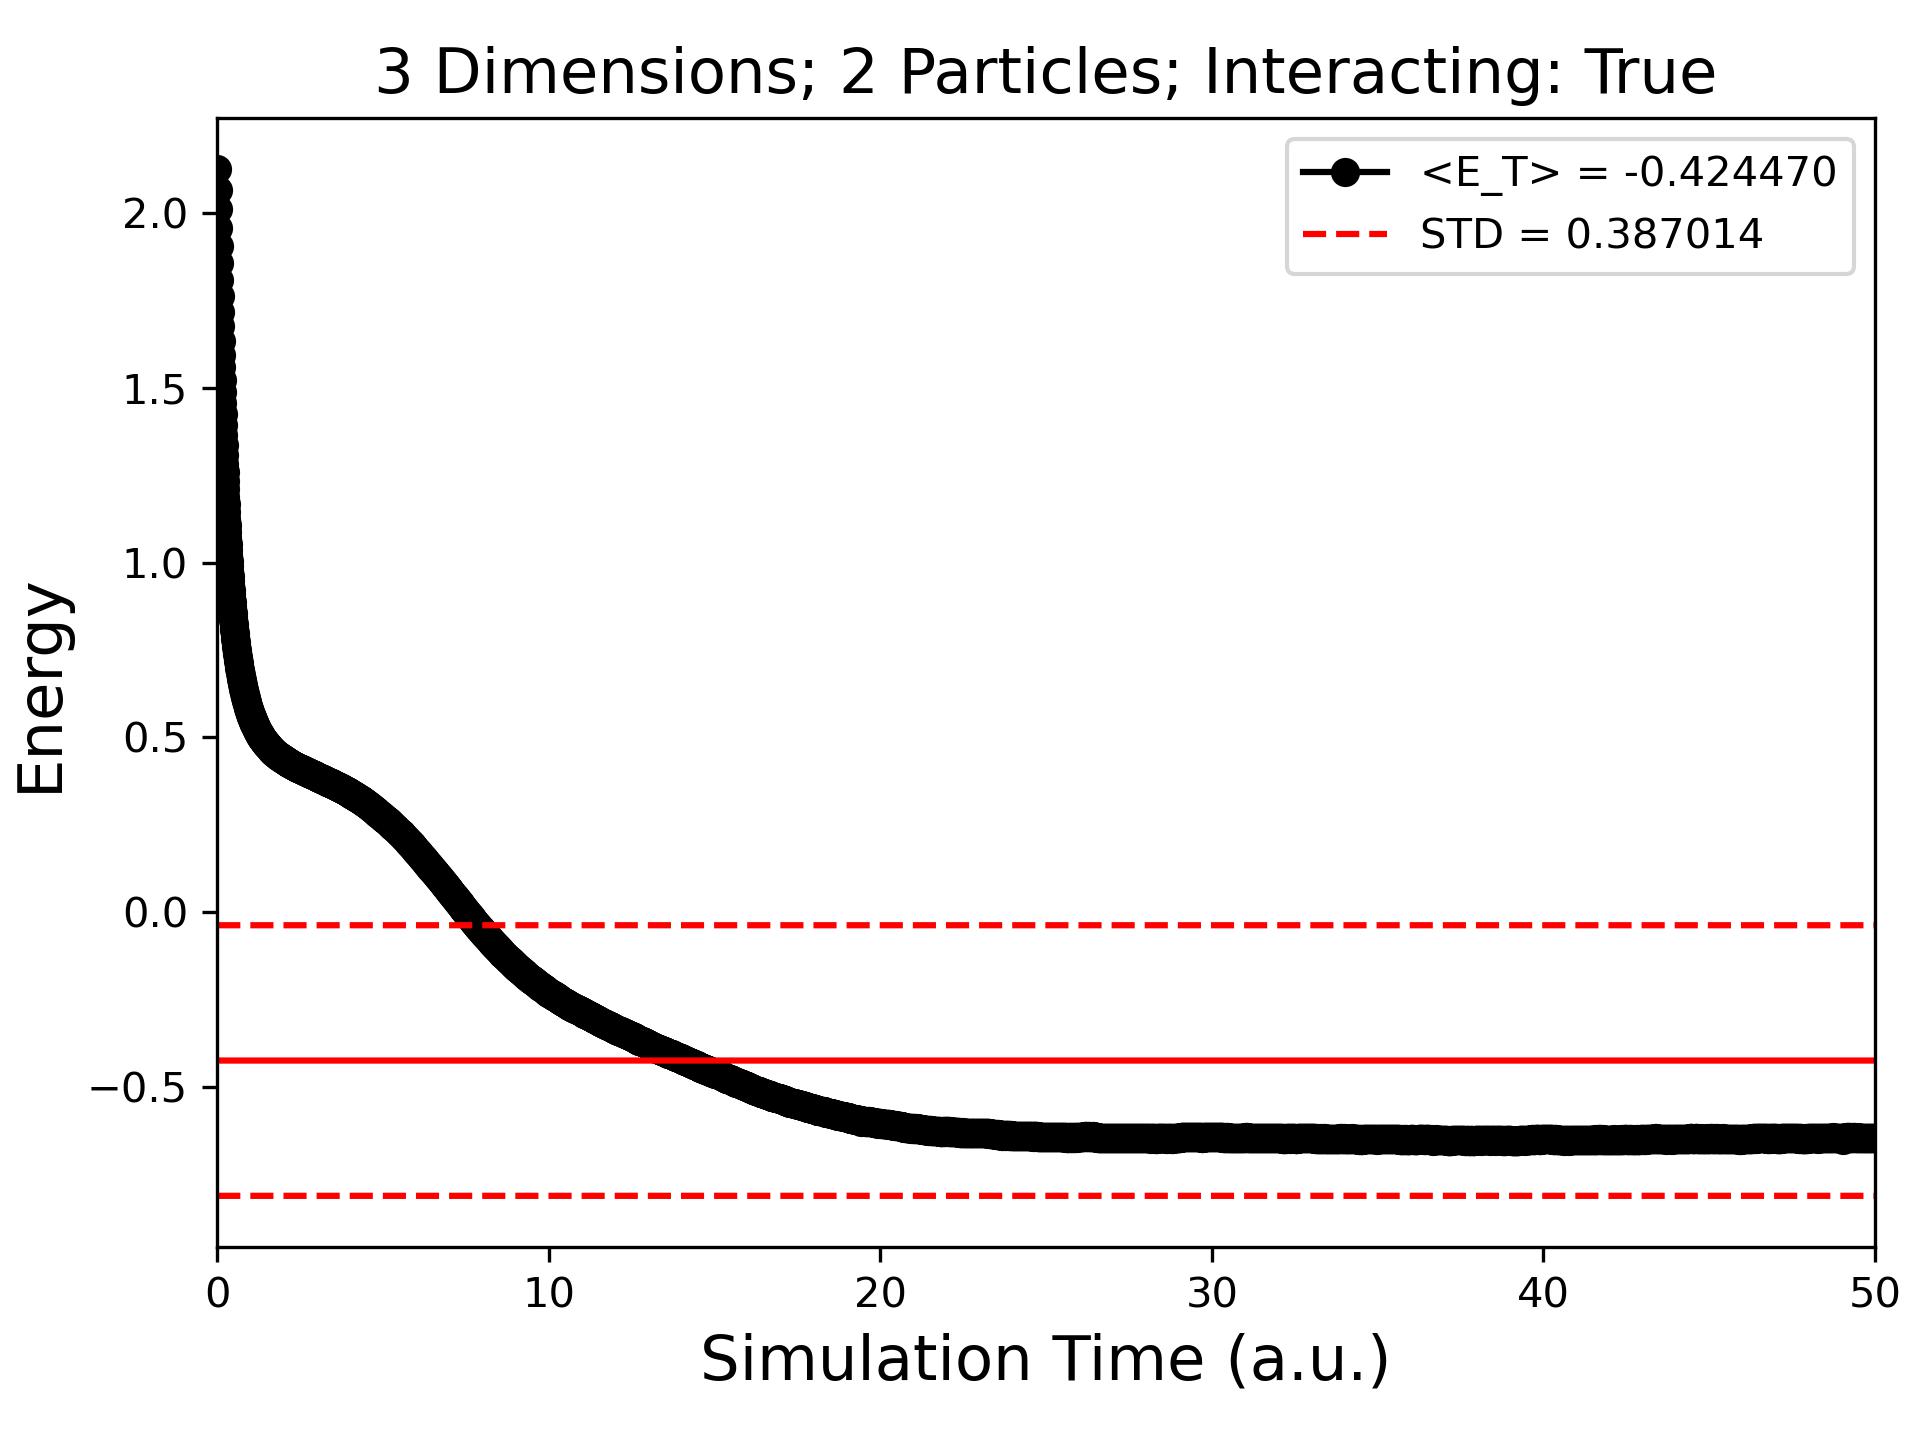 3 Dimensions; 2 Particles; Interacting: True
<E_T> = -0.424470
STD = 0.387014
Energy
2.0
1.5
1.0
0.5
0.0
−0.5
0 10 20 30 40 50
Simulation Time (a.u.)